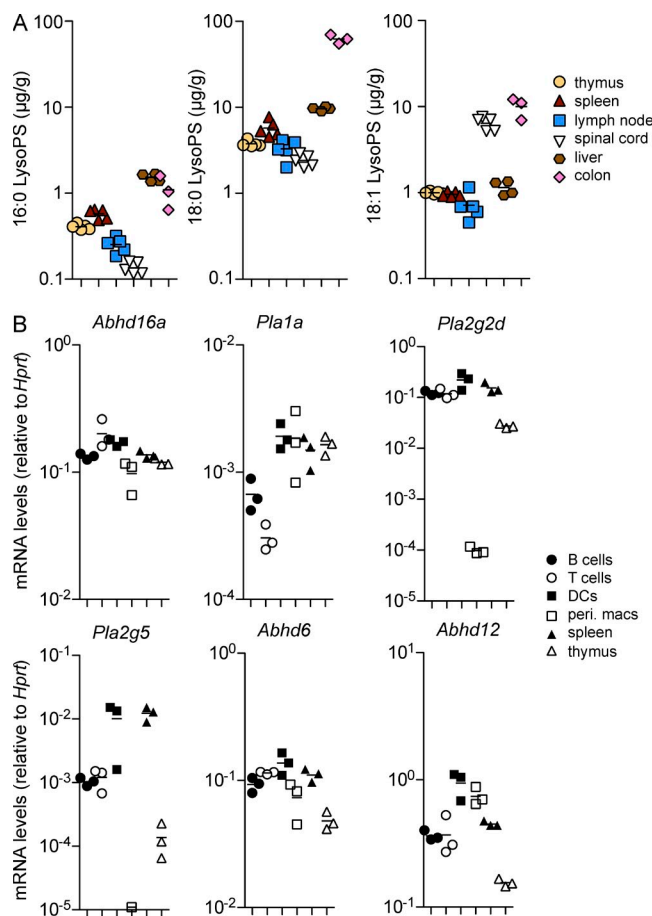 A
16:0 LysoPS (µg/g)
100
10
1
0.1
18:0 LysoPS (µg/g)
100
10
1
0.1
18:1 LysoPS (µg/g)
100
10
1
0.1
thymus
spleen
lymph node
spinal cord
liver
colon
B
mRNA levels (relative to Hprt)
Abhd16a
10⁰
10⁻¹
10⁻²
Pla1a
10⁻²
10⁻³
10⁻⁴
Pla2g2d
10⁰
10⁻¹
10⁻²
10⁻³
10⁻⁴
10⁻⁵
B cells
T cells
DCs
peri. macs
spleen
thymus
mRNA levels (relative to Hprt)
Pla2g5
10⁻¹
10⁻²
10⁻³
10⁻⁴
10⁻⁵
Abhd6
10⁰
10⁻¹
10⁻²
Abhd12
10¹
10⁰
10⁻¹